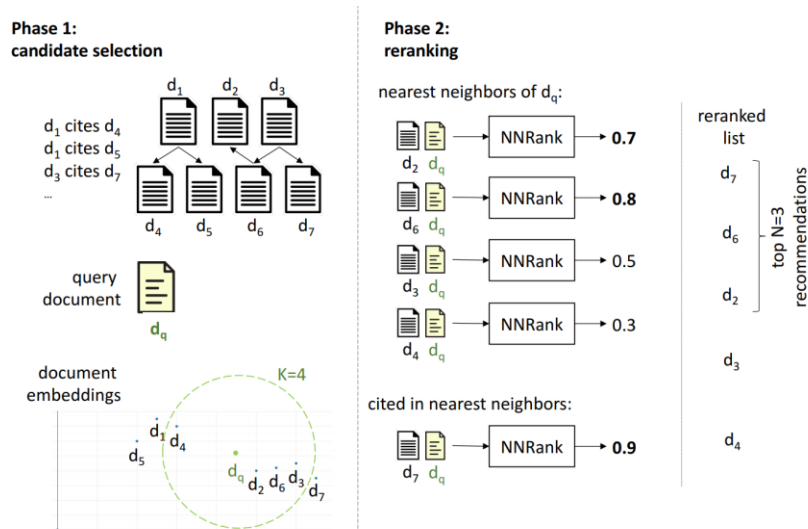 Phase 1:
candidate selection
d1 d2 d3
d1 cites d4
d1 cites d5
d3 cites d7
...
d4 d5 d6 d7
query
document
dq
document
embeddings
K=4
d1
d4
d5
dq
d2 d6 d3
d7
Phase 2:
reranking
nearest neighbors of dq:
NNRank 0.7
d2 dq
NNRank 0.8
d6 dq
NNRank 0.5
d3 dq
NNRank 0.3
d4 dq
cited in nearest neighbors:
NNRank 0.9
d7 dq
reranked
list
d7
d6
d2
d3
d4
top N=3
recommendations